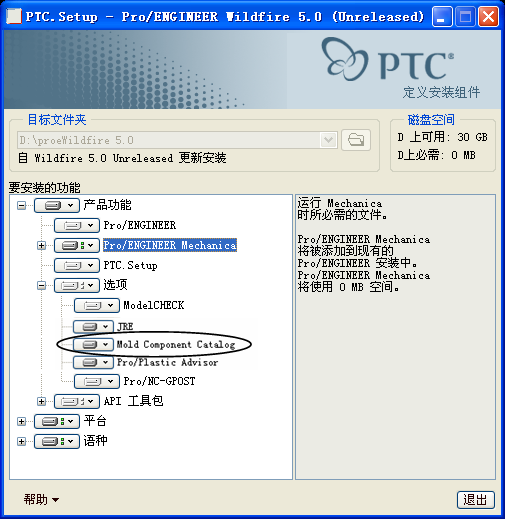 PTC.Setup - Pro/ENGINEER Wildfire 5.0 (Unreleased)
PTC®
定义安装组件
目标文件夹
D:\proeWildfire 5.0
自 Wildfire 5.0 Unreleased 更新安装
磁盘空间
D 上可用: 30 GB
D上必需: 0 MB
要安装的功能
产品功能
Pro/ENGINEER
Pro/ENGINEER Mechanica
PTC.Setup
选项
ModelCHECK
JRE
Mold Component Catalog
Pro/Plastic Advisor
Pro/NC-GPOST
API 工具包
平台
语种
运行 Mechanica
时所必需的文件。
Pro/ENGINEER Mechanica
将被添加到现有的
Pro/ENGINEER 安装中。
Pro/ENGINEER Mechanica
将使用 0 MB 空间。
帮助
退出